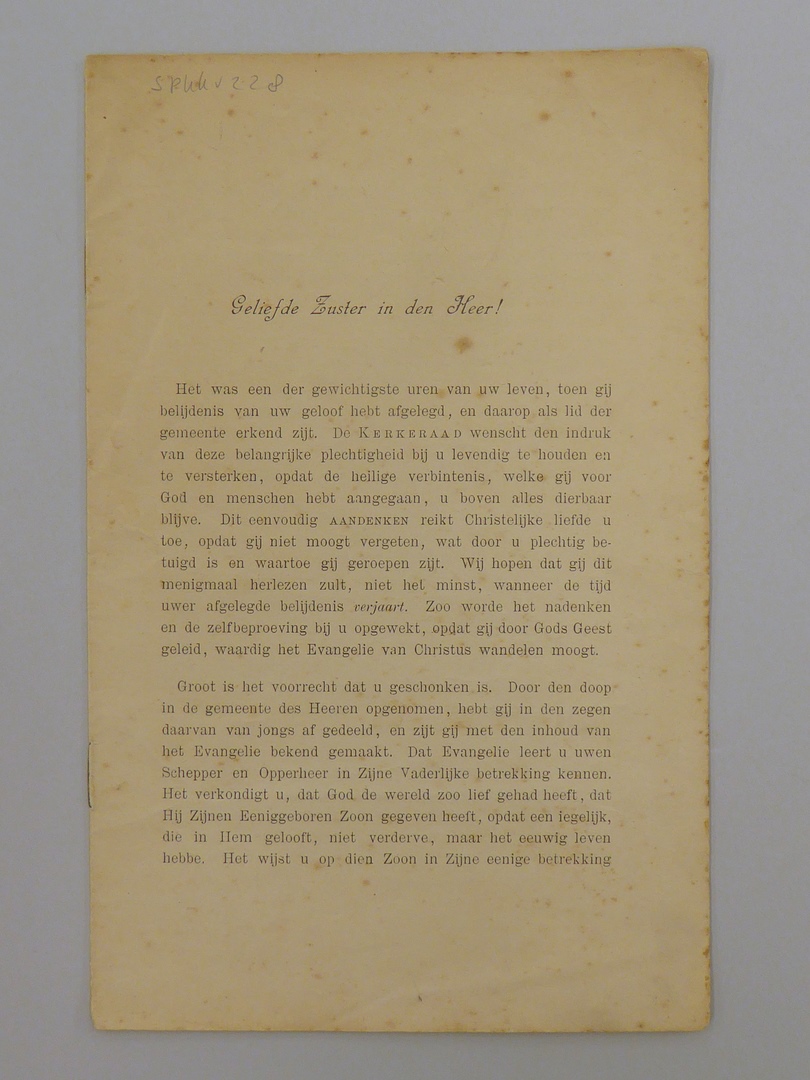 Geliefde Zuster in den Heer!
Het was een der gewichtigste uren van uw leven, toen gij
belijdenis van uw geloof hebt afgelegd, en daarop als lid der
gemeente erkend zijt. De KERKERAAD wenscht den indruk
van deze belangrijke plechtigheid bij u levendig te houden en
te versterken, opdat de heilige verbintenis, welke gij voor
God en menschen hebt aangegaan, u boven alles dierbaar
blijve. Dit eenvoudig AANDENKEN reikt Christelijke liefde u
toe, opdat gij niet moogt vergeten, wat door u plechtig be-
tuigd is en waartoe gij geroepen zijt. Wij hopen dat gij dit
menigmaal herlezen zult, niet het minst, wanneer de tijd
uwer afgelegde belijdenis verjaart. Zoo worde het nadenken
en de zelfbeproeving bij u opgewekt, opdat gij door Gods Geest
geleid, waardig het Evangelie van Christus wandelen moogt.
Groot is het voorrecht dat u geschonken is. Door den doop
in de gemeente des Heeren opgenomen, hebt gij in den zegen
daarvan van jongs af gedeeld, en zijt gij met den inhoud van
het Evangelie bekend gemaakt. Dat Evangelie leert u uwen
Schepper en Opperheer in Zijne Vaderlijke betrekking kennen.
Het verkondigt u, dat God de wereld zoo lief gehad heeft, dat
Hij Zijnen Eeniggeboren Zoon gegeven heeft, opdat een iegelijk,
die in Hem gelooft, niet verderve, maar het eeuwig leven
hebbe. Het wijst u op dien Zoon in Zijne eenige betrekking